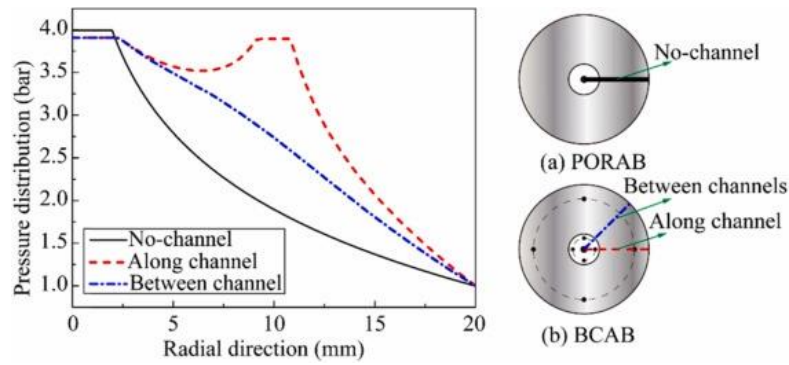 Pressure distribution (bar)
4.0
3.5
3.0
2.5
2.0
1.5
1.0
No-channel
Along channel
Between channel
0
5
10
15
20
Radial direction (mm)
No-channel
(a) PORAB
Between channels
Along channel
(b) BCAB